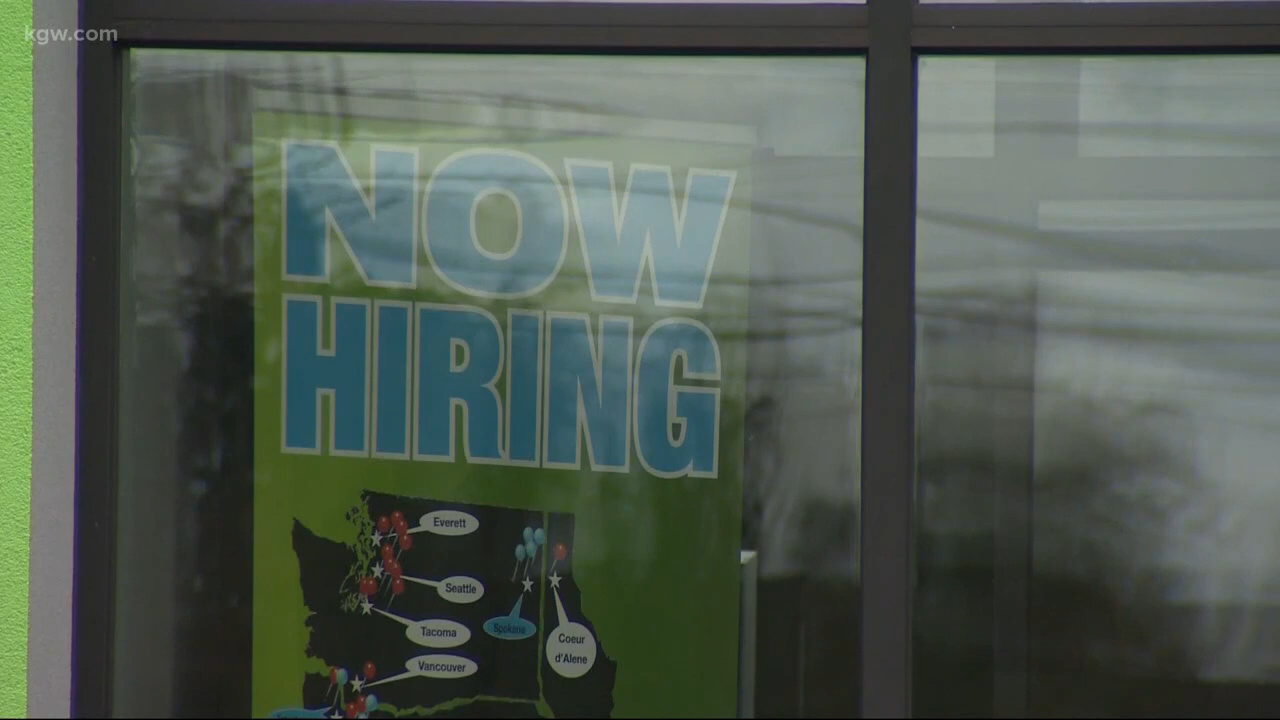 kgw.com
NOW
HIRING
Everett
Seattle
Tacoma
Spokane
Coeur
d'Alene
Vancouver